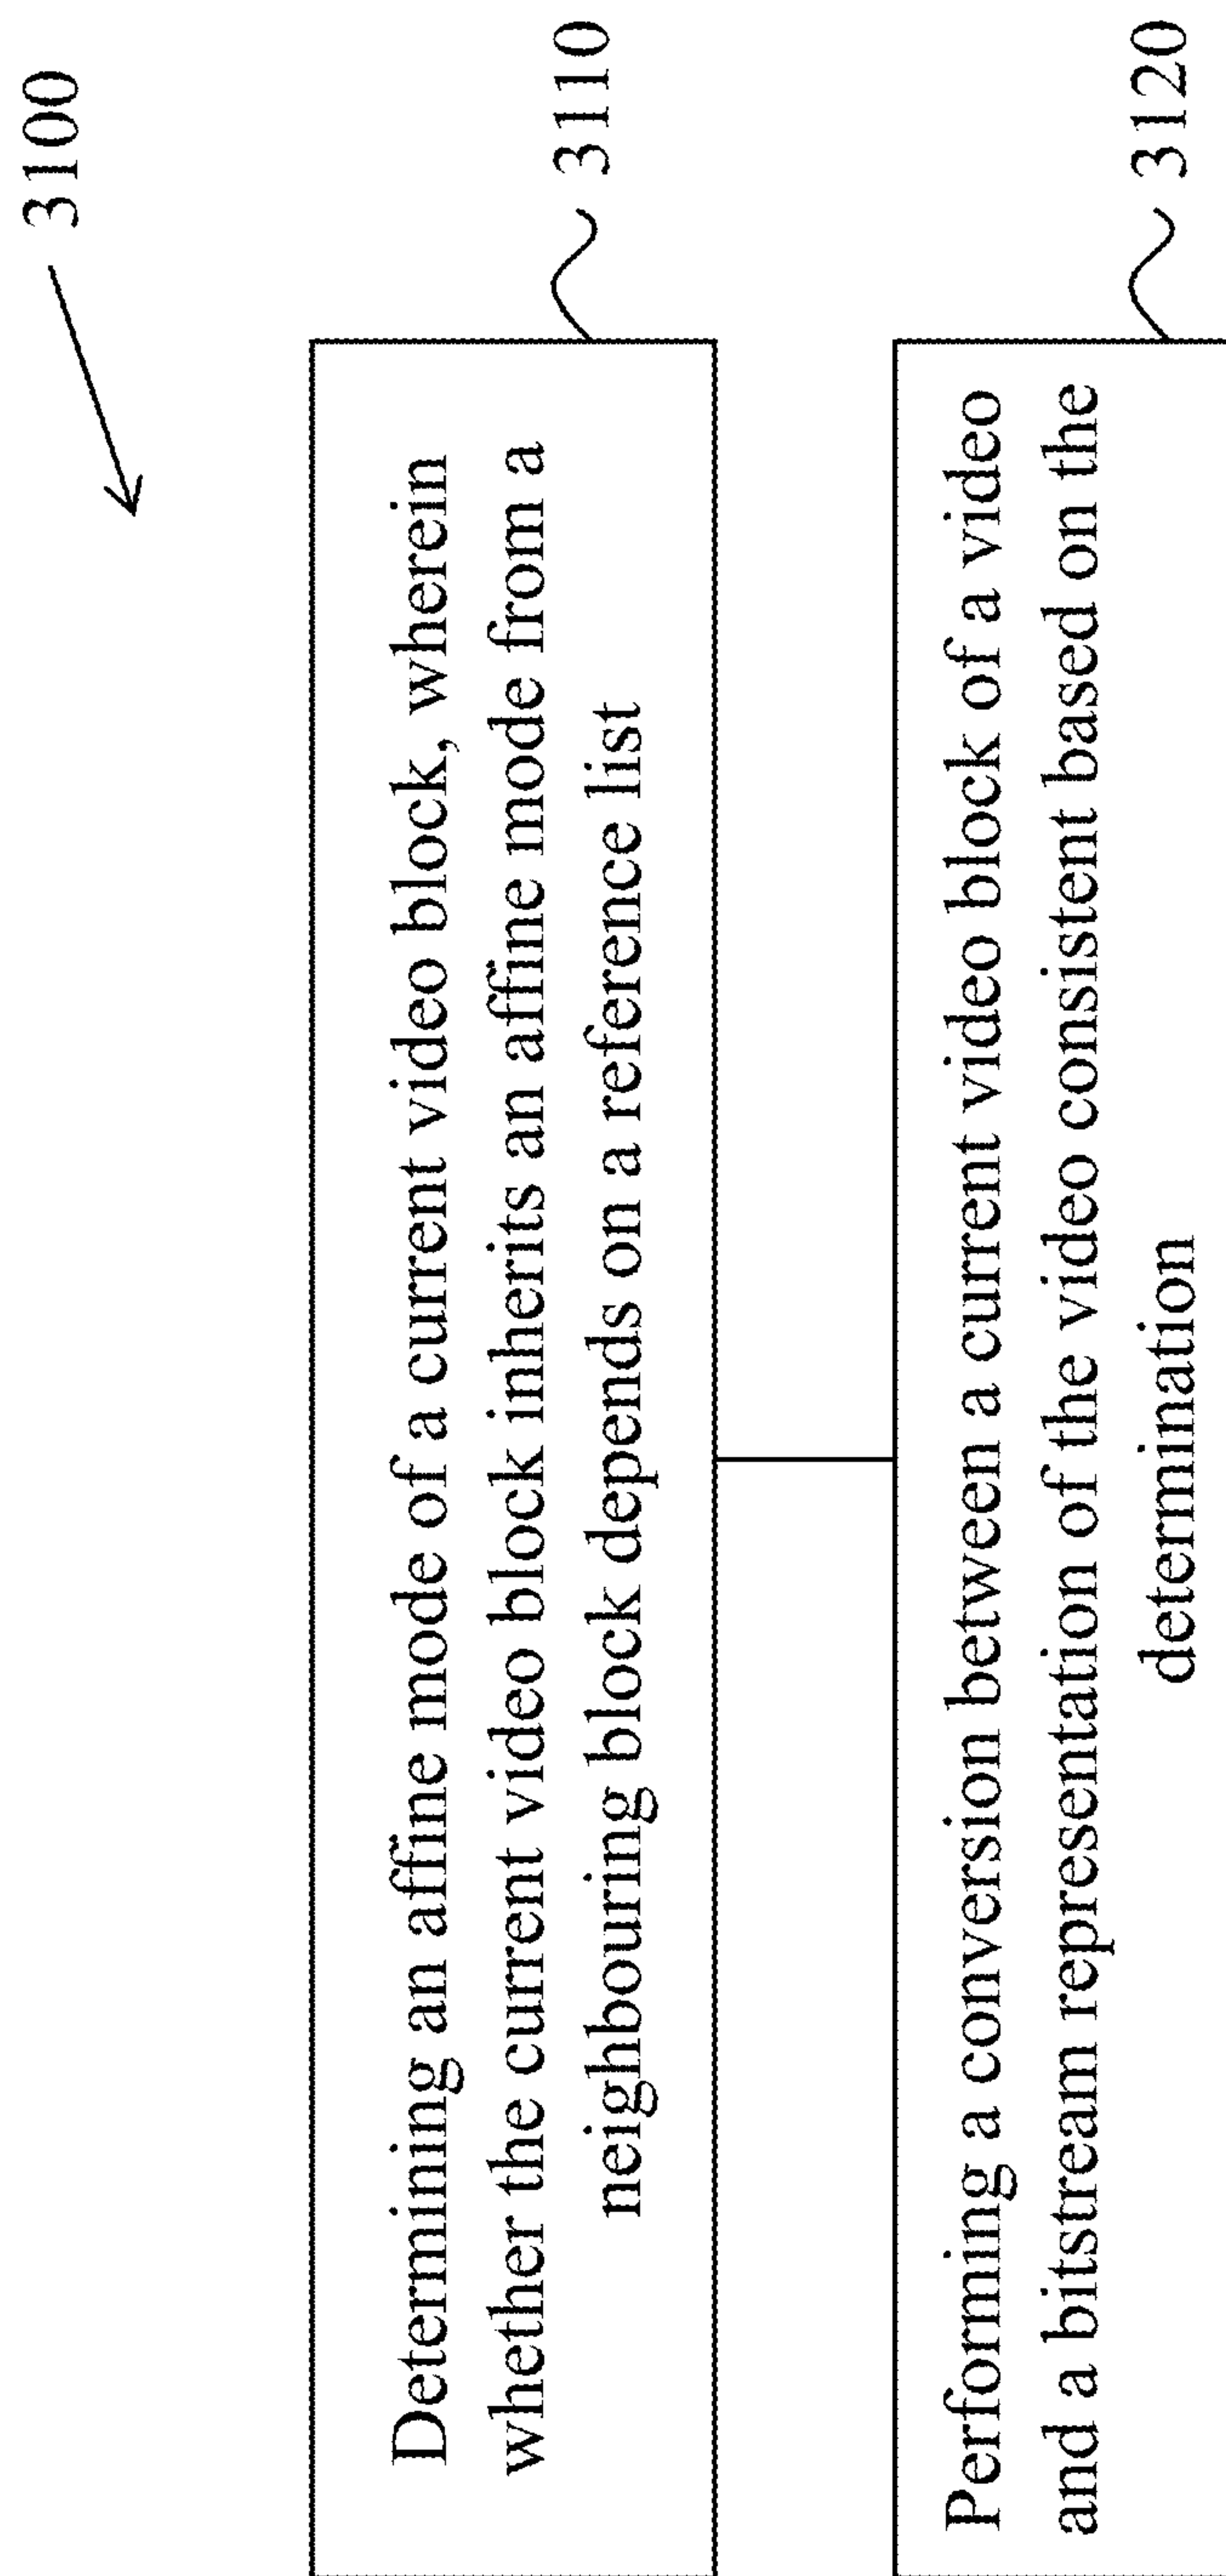 3100
Determining an affine mode of a current video block, wherein
whether the current video block inherits an affine mode from a
neighbouring block depends on a reference list
3110
Performing a conversion between a current video block of a video
and a bitstream representation of the video consistent based on the
determination
3120